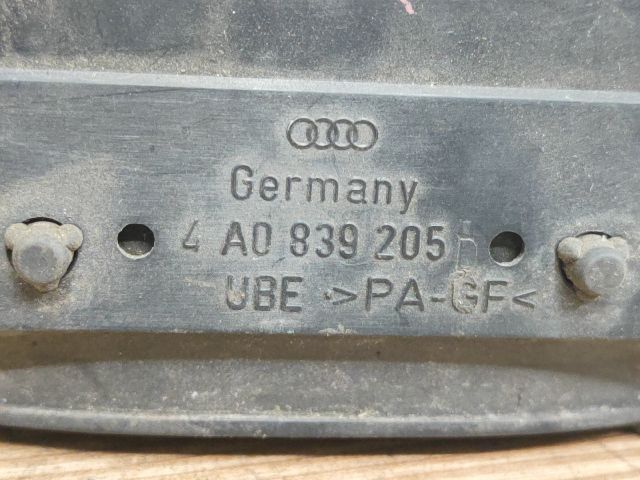 Germany
4 A0 839 205
UBE >PA-GF<